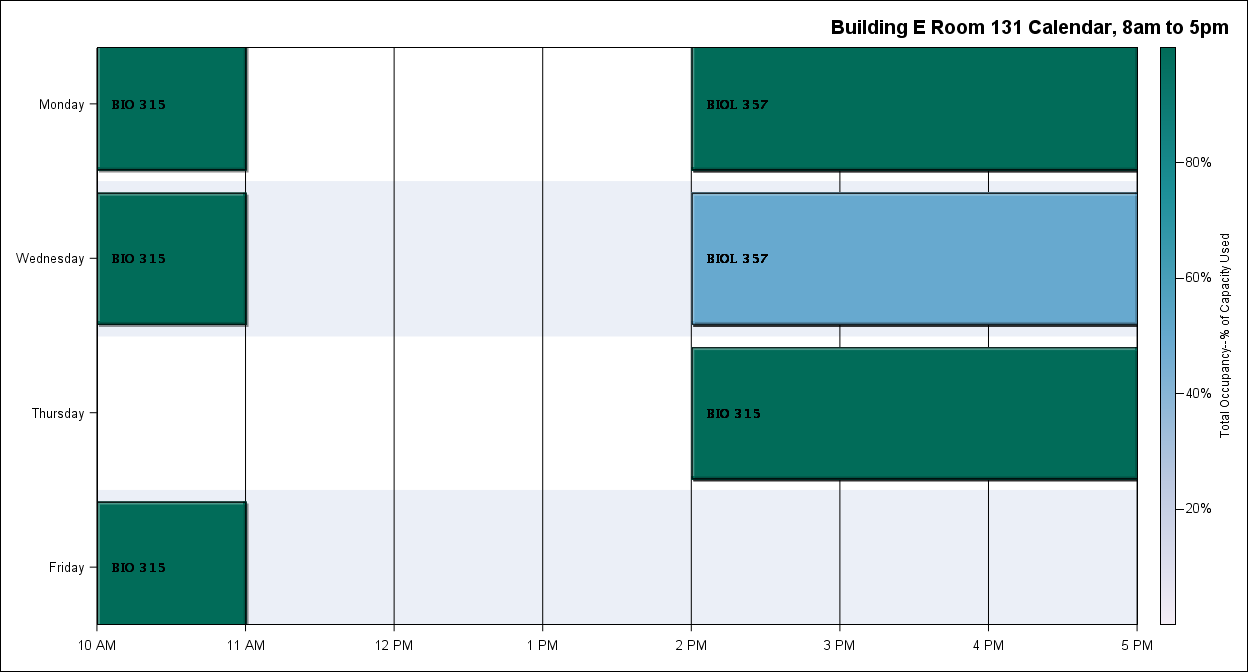 Building E Room 131 Calendar, 8am to 5pm
Monday
BIO 315
BIOL 357
Wednesday
BIO 315
BIOL 357
Thursday
BIO 315
Friday
BIO 315
10 AM
11 AM
12 PM
1 PM
2 PM
3 PM
4 PM
5 PM
80%
60%
40%
20%
Total Occupancy--% of Capacity Used